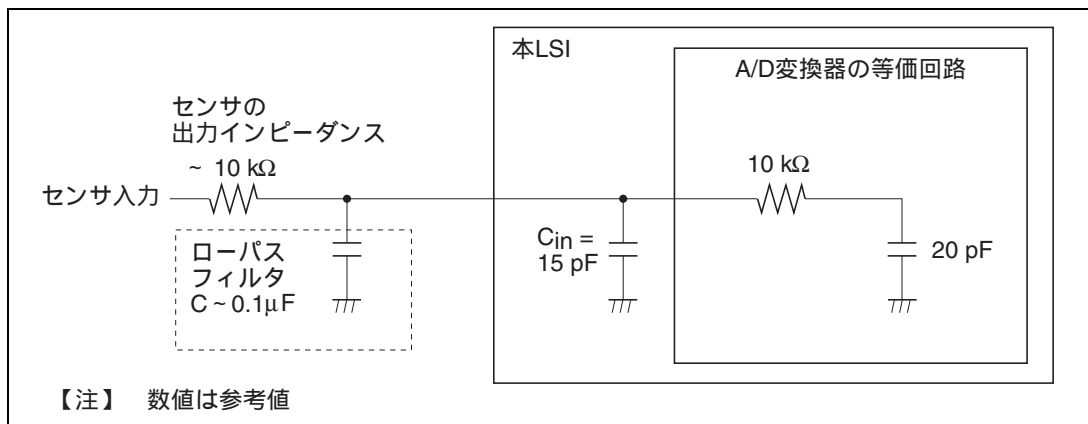 本LSI
A/D変換器の等価回路
センサの
出力インピーダンス
~ 10 kΩ
センサ入力
ローパス
フィルタ
C ~ 0.1μF
Cin =
15 pF
10 kΩ
20 pF
【注】 数値は参考値